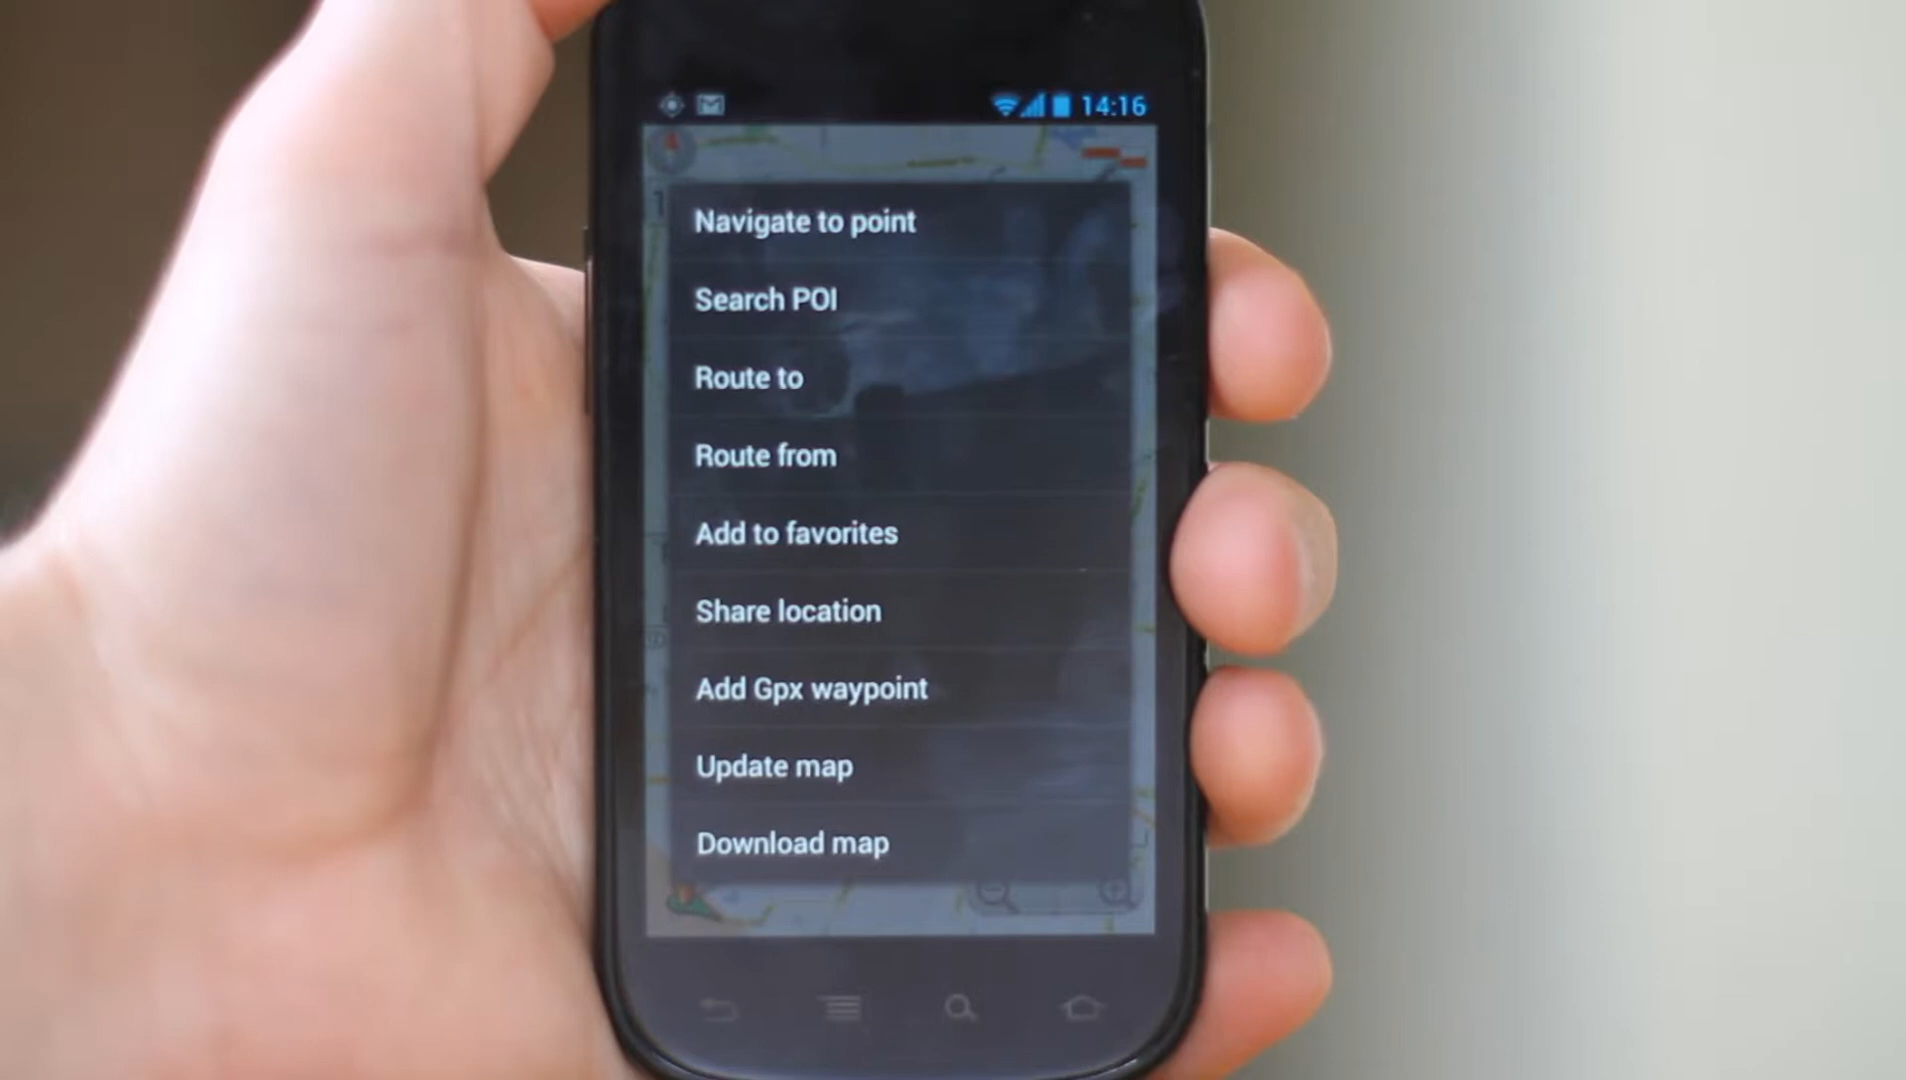 14:16
Navigate to point
Search POI
Route to
Route from
Add to favorites
Share location
Add Gpx waypoint
Update map
Download map